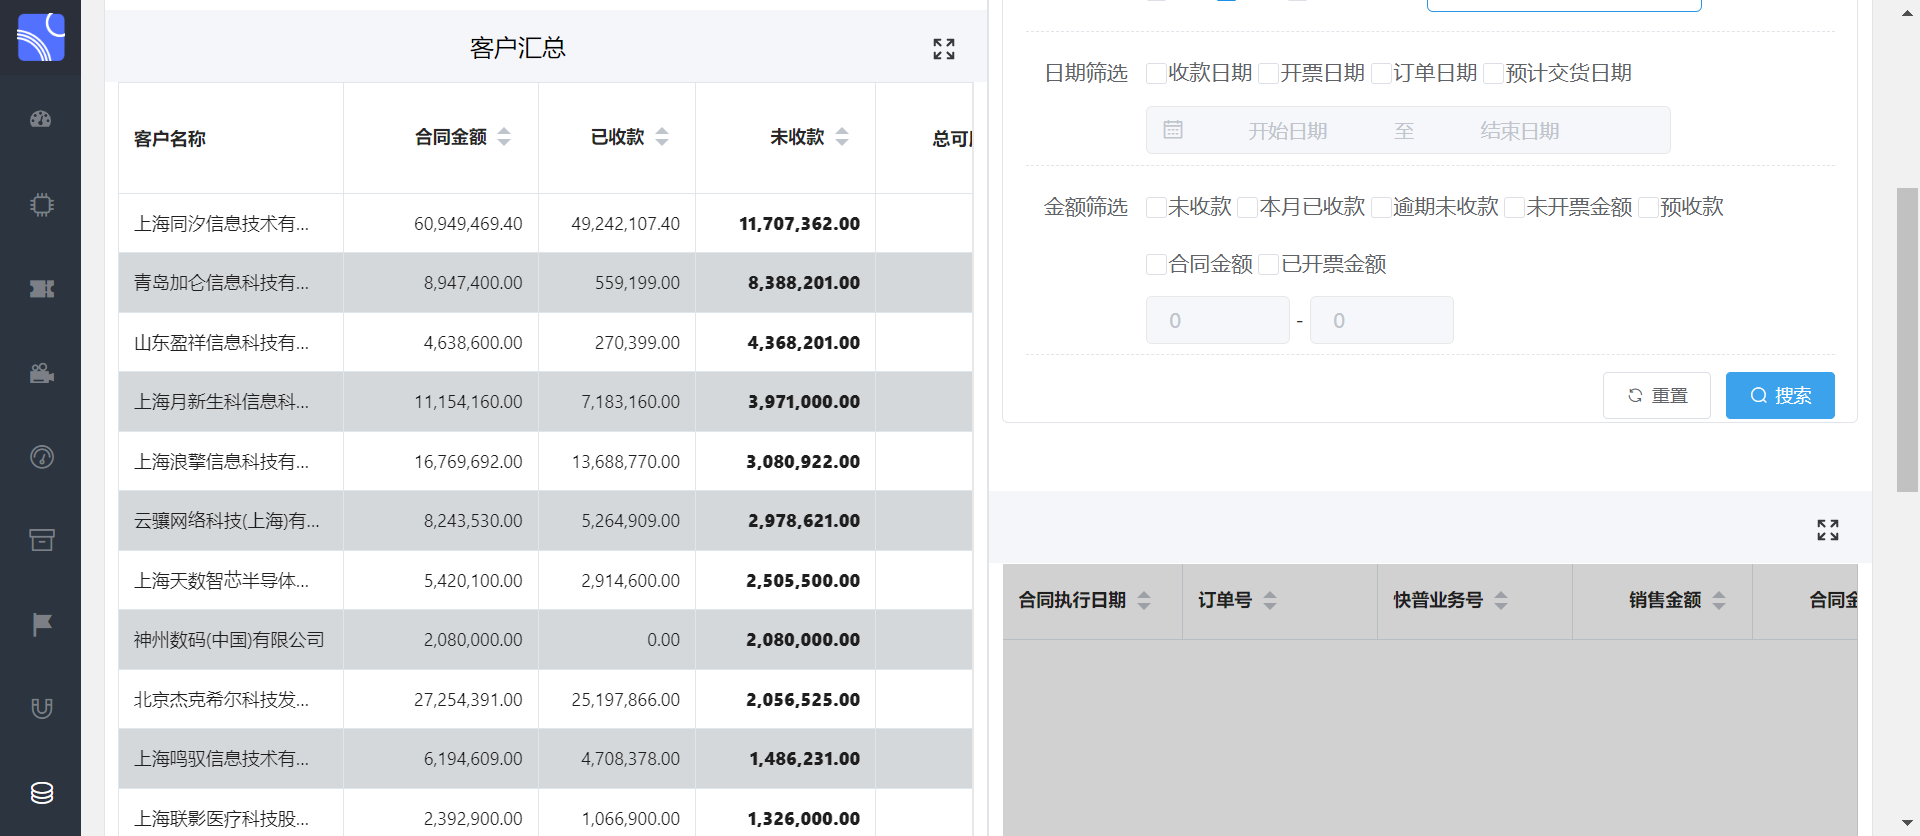 客户汇总
客户名称 合同金额 已收款 未收款
上海同汐信息技术有... 60,949,469.40 49,242,107.40 11,707,362.00
青岛加仑信息科技有... 8,947,400.00 559,199.00 8,388,201.00
山东盈祥信息科技有... 4,638,600.00 270,399.00 4,368,201.00
上海月新生科信息科... 11,154,160.00 7,183,160.00 3,971,000.00
上海浪擎信息科技有... 16,769,692.00 13,688,770.00 3,080,922.00
云骧网络科技(上海)有... 8,243,530.00 5,264,909.00 2,978,621.00
上海天数智芯半导体... 5,420,100.00 2,914,600.00 2,505,500.00
神州数码(中国)有限公司 2,080,000.00 0.00 2,080,000.00
北京杰克希尔科技发... 27,254,391.00 25,197,866.00 2,056,525.00
上海鸣驭信息技术有... 6,194,609.00 4,708,378.00 1,486,231.00
上海联影医疗科技股... 2,392,900.00 1,066,900.00 1,326,000.00
日期筛选 收款日期 开票日期 订单日期 预计交货日期
开始日期 至 结束日期
金额筛选 未收款 本月已收款 逾期未收款 未开票金额 预收款
合同金额 已开票金额
0 - 0
重置 搜索
合同执行日期 订单号 快普业务号 销售金额 合同金